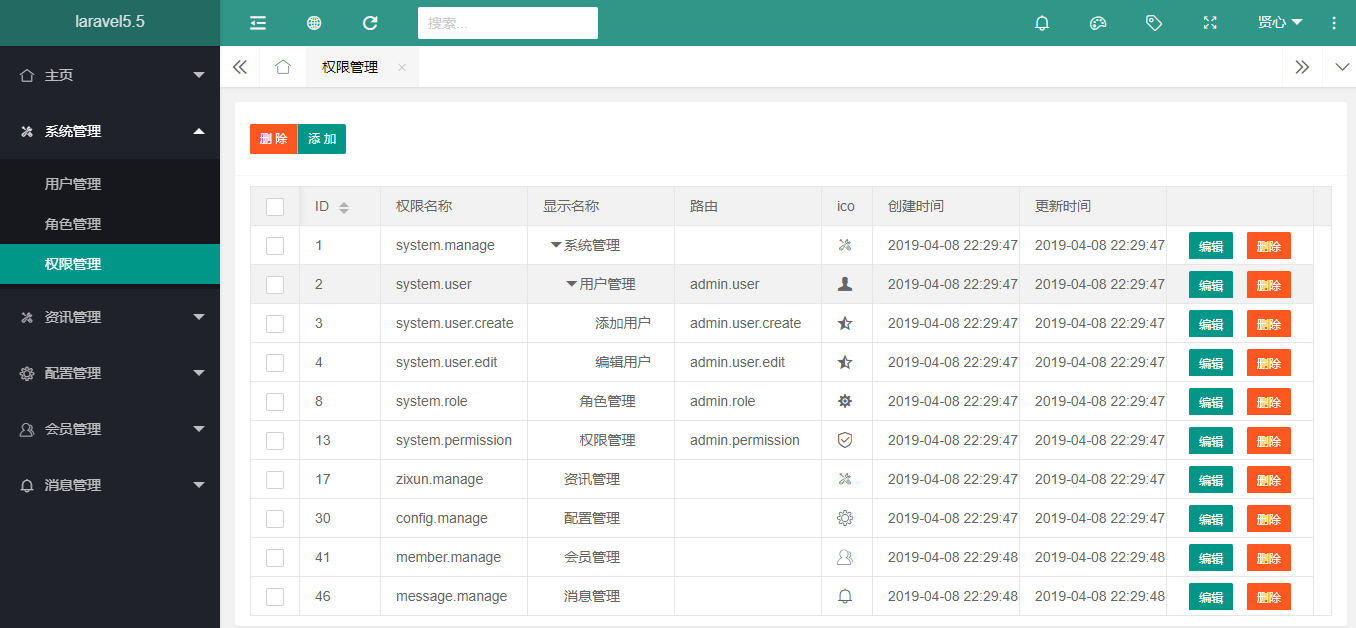 laravel5.5
搜索...
贤心
主页
系统管理
用户管理
角色管理
权限管理
资讯管理
配置管理
会员管理
消息管理
权限管理
删除 添加
ID 权限名称 显示名称 路由 ico 创建时间 更新时间
1 system.manage 系统管理 2019-04-08 22:29:47 2019-04-08 22:29:47 编辑 删除
2 system.user 用户管理 admin.user 2019-04-08 22:29:47 2019-04-08 22:29:47 编辑 删除
3 system.user.create 添加用户 admin.user.create 2019-04-08 22:29:47 2019-04-08 22:29:47 编辑 删除
4 system.user.edit 编辑用户 admin.user.edit 2019-04-08 22:29:47 2019-04-08 22:29:47 编辑 删除
8 system.role 角色管理 admin.role 2019-04-08 22:29:47 2019-04-08 22:29:47 编辑 删除
13 system.permission 权限管理 admin.permission 2019-04-08 22:29:47 2019-04-08 22:29:47 编辑 删除
17 zixun.manage 资讯管理 2019-04-08 22:29:47 2019-04-08 22:29:47 编辑 删除
30 config.manage 配置管理 2019-04-08 22:29:47 2019-04-08 22:29:47 编辑 删除
41 member.manage 会员管理 2019-04-08 22:29:48 2019-04-08 22:29:48 编辑 删除
46 message.manage 消息管理 2019-04-08 22:29:48 2019-04-08 22:29:48 编辑 删除